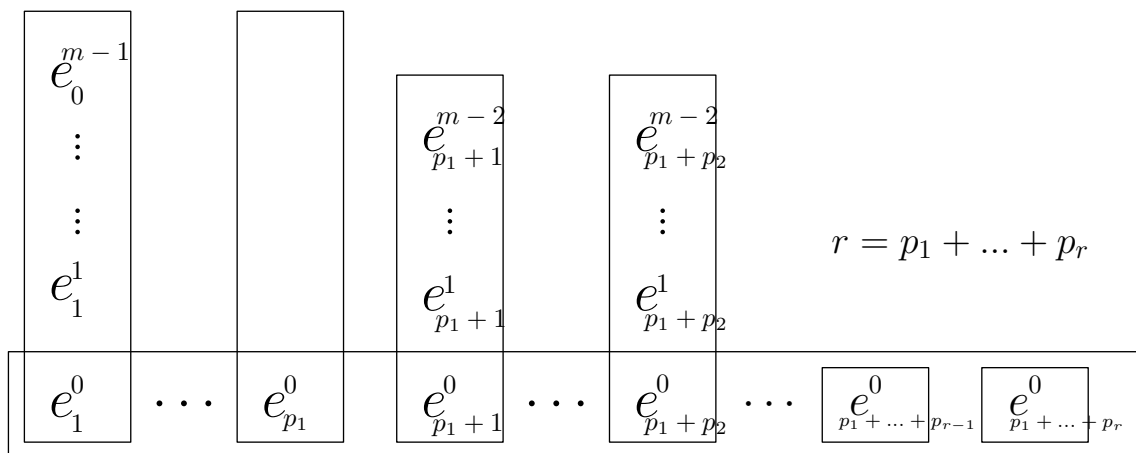 e_0^{m-1}
e_{p_1+1}^{m-2} e_{p_1+p_2}^{m-2}
⋮ ⋮ ⋮ ⋮
r = p_1 + ... + p_r
e_1^1 e_{p_1+1}^1 e_{p_1+p_2}^1
e_1^0 ⋯ e_{p_1}^0 e_{p_1+1}^0 ⋯ e_{p_1+p_2}^0 ⋯ e_{p_1+...+p_{r-1}}^0 e_{p_1+...+p_r}^0